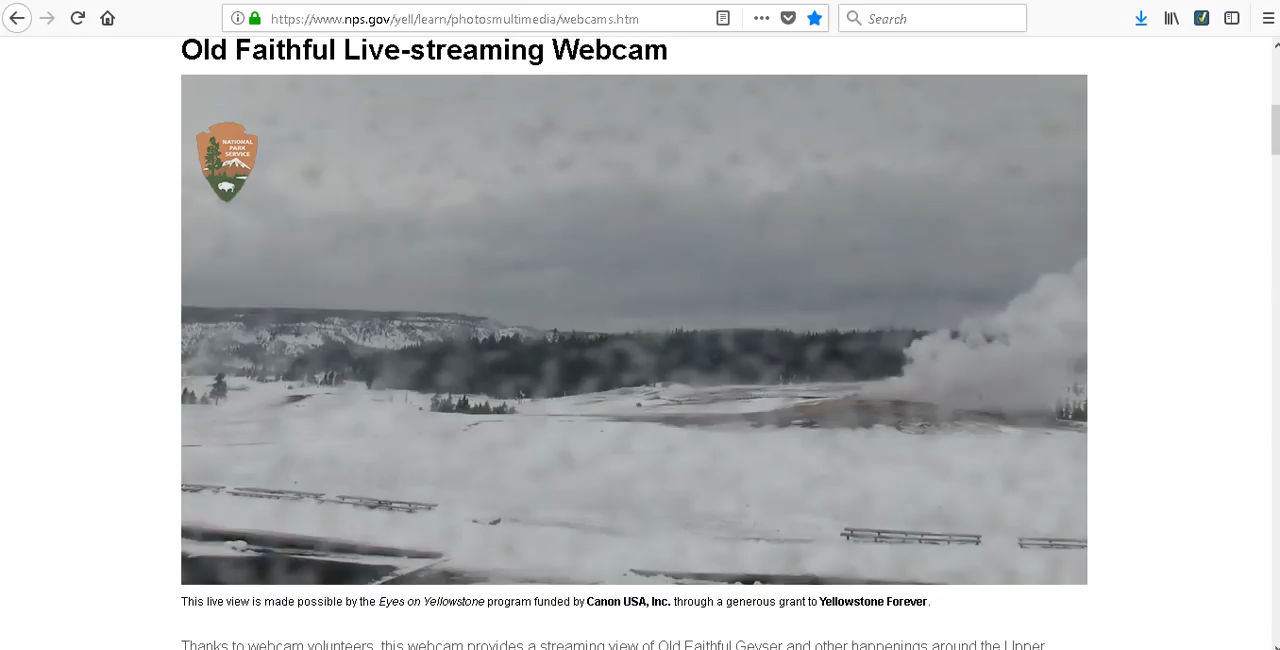 https://www.nps.gov/yell/learn/photosmultimedia/webcams.htm
Search
Old Faithful Live-streaming Webcam
NATIONAL
PARK
SERVICE
This live view is made possible by the Eyes on Yellowstone program funded by Canon USA, Inc. through a generous grant to Yellowstone Forever.
Thanks to webcam volunteers, this webcam provides a streaming view of Old Faithful Geyser and other happenings around the Upper